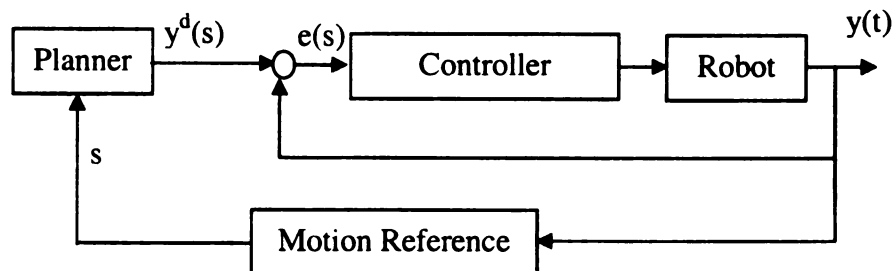 y^d(s)
e(s)
y(t)
Planner
Controller
Robot
s
Motion Reference